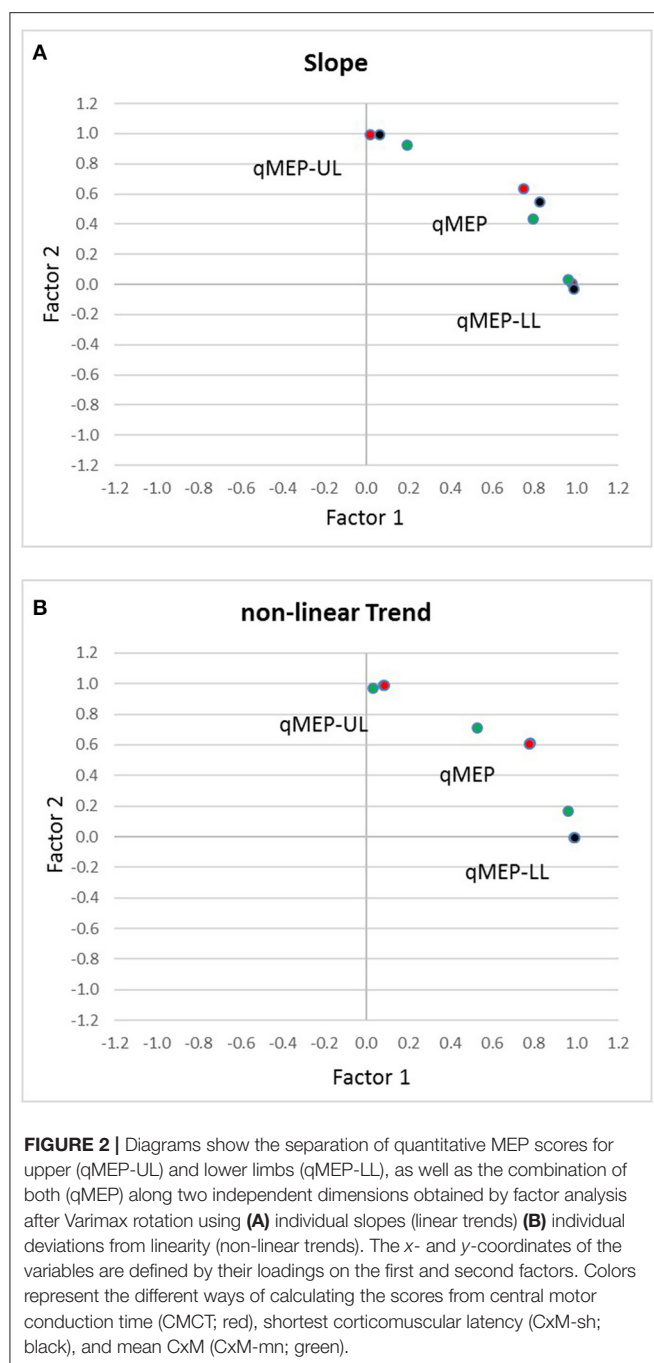 A
Slope
1.2
1.0
0.8
qMEP-UL
0.6
0.4
qMEP
0.2
0.0
-0.2
qMEP-LL
-0.4
-0.6
-0.8
-1.0
-1.2
Factor 2
-1.2 -1.0 -0.8 -0.6 -0.4 -0.2 0.0 0.2 0.4 0.6 0.8 1.0 1.2
Factor 1
B
non-linear Trend
1.2
1.0
0.8
qMEP-UL
0.6
0.4
qMEP
0.2
0.0
-0.2
qMEP-LL
-0.4
-0.6
-0.8
-1.0
-1.2
Factor 2
-1.2 -1.0 -0.8 -0.6 -0.4 -0.2 0.0 0.2 0.4 0.6 0.8 1.0 1.2
Factor 1
FIGURE 2 | Diagrams show the separation of quantitative MEP scores for
upper (qMEP-UL) and lower limbs (qMEP-LL), as well as the combination of
both (qMEP) along two independent dimensions obtained by factor analysis
after Varimax rotation using (A) individual slopes (linear trends) (B) individual
deviations from linearity (non-linear trends). The x- and y-coordinates of the
variables are defined by their loadings on the first and second factors. Colors
represent the different ways of calculating the scores from central motor
conduction time (CMCT; red), shortest corticomuscular latency (CxM-sh;
black), and mean CxM (CxM-mn; green).